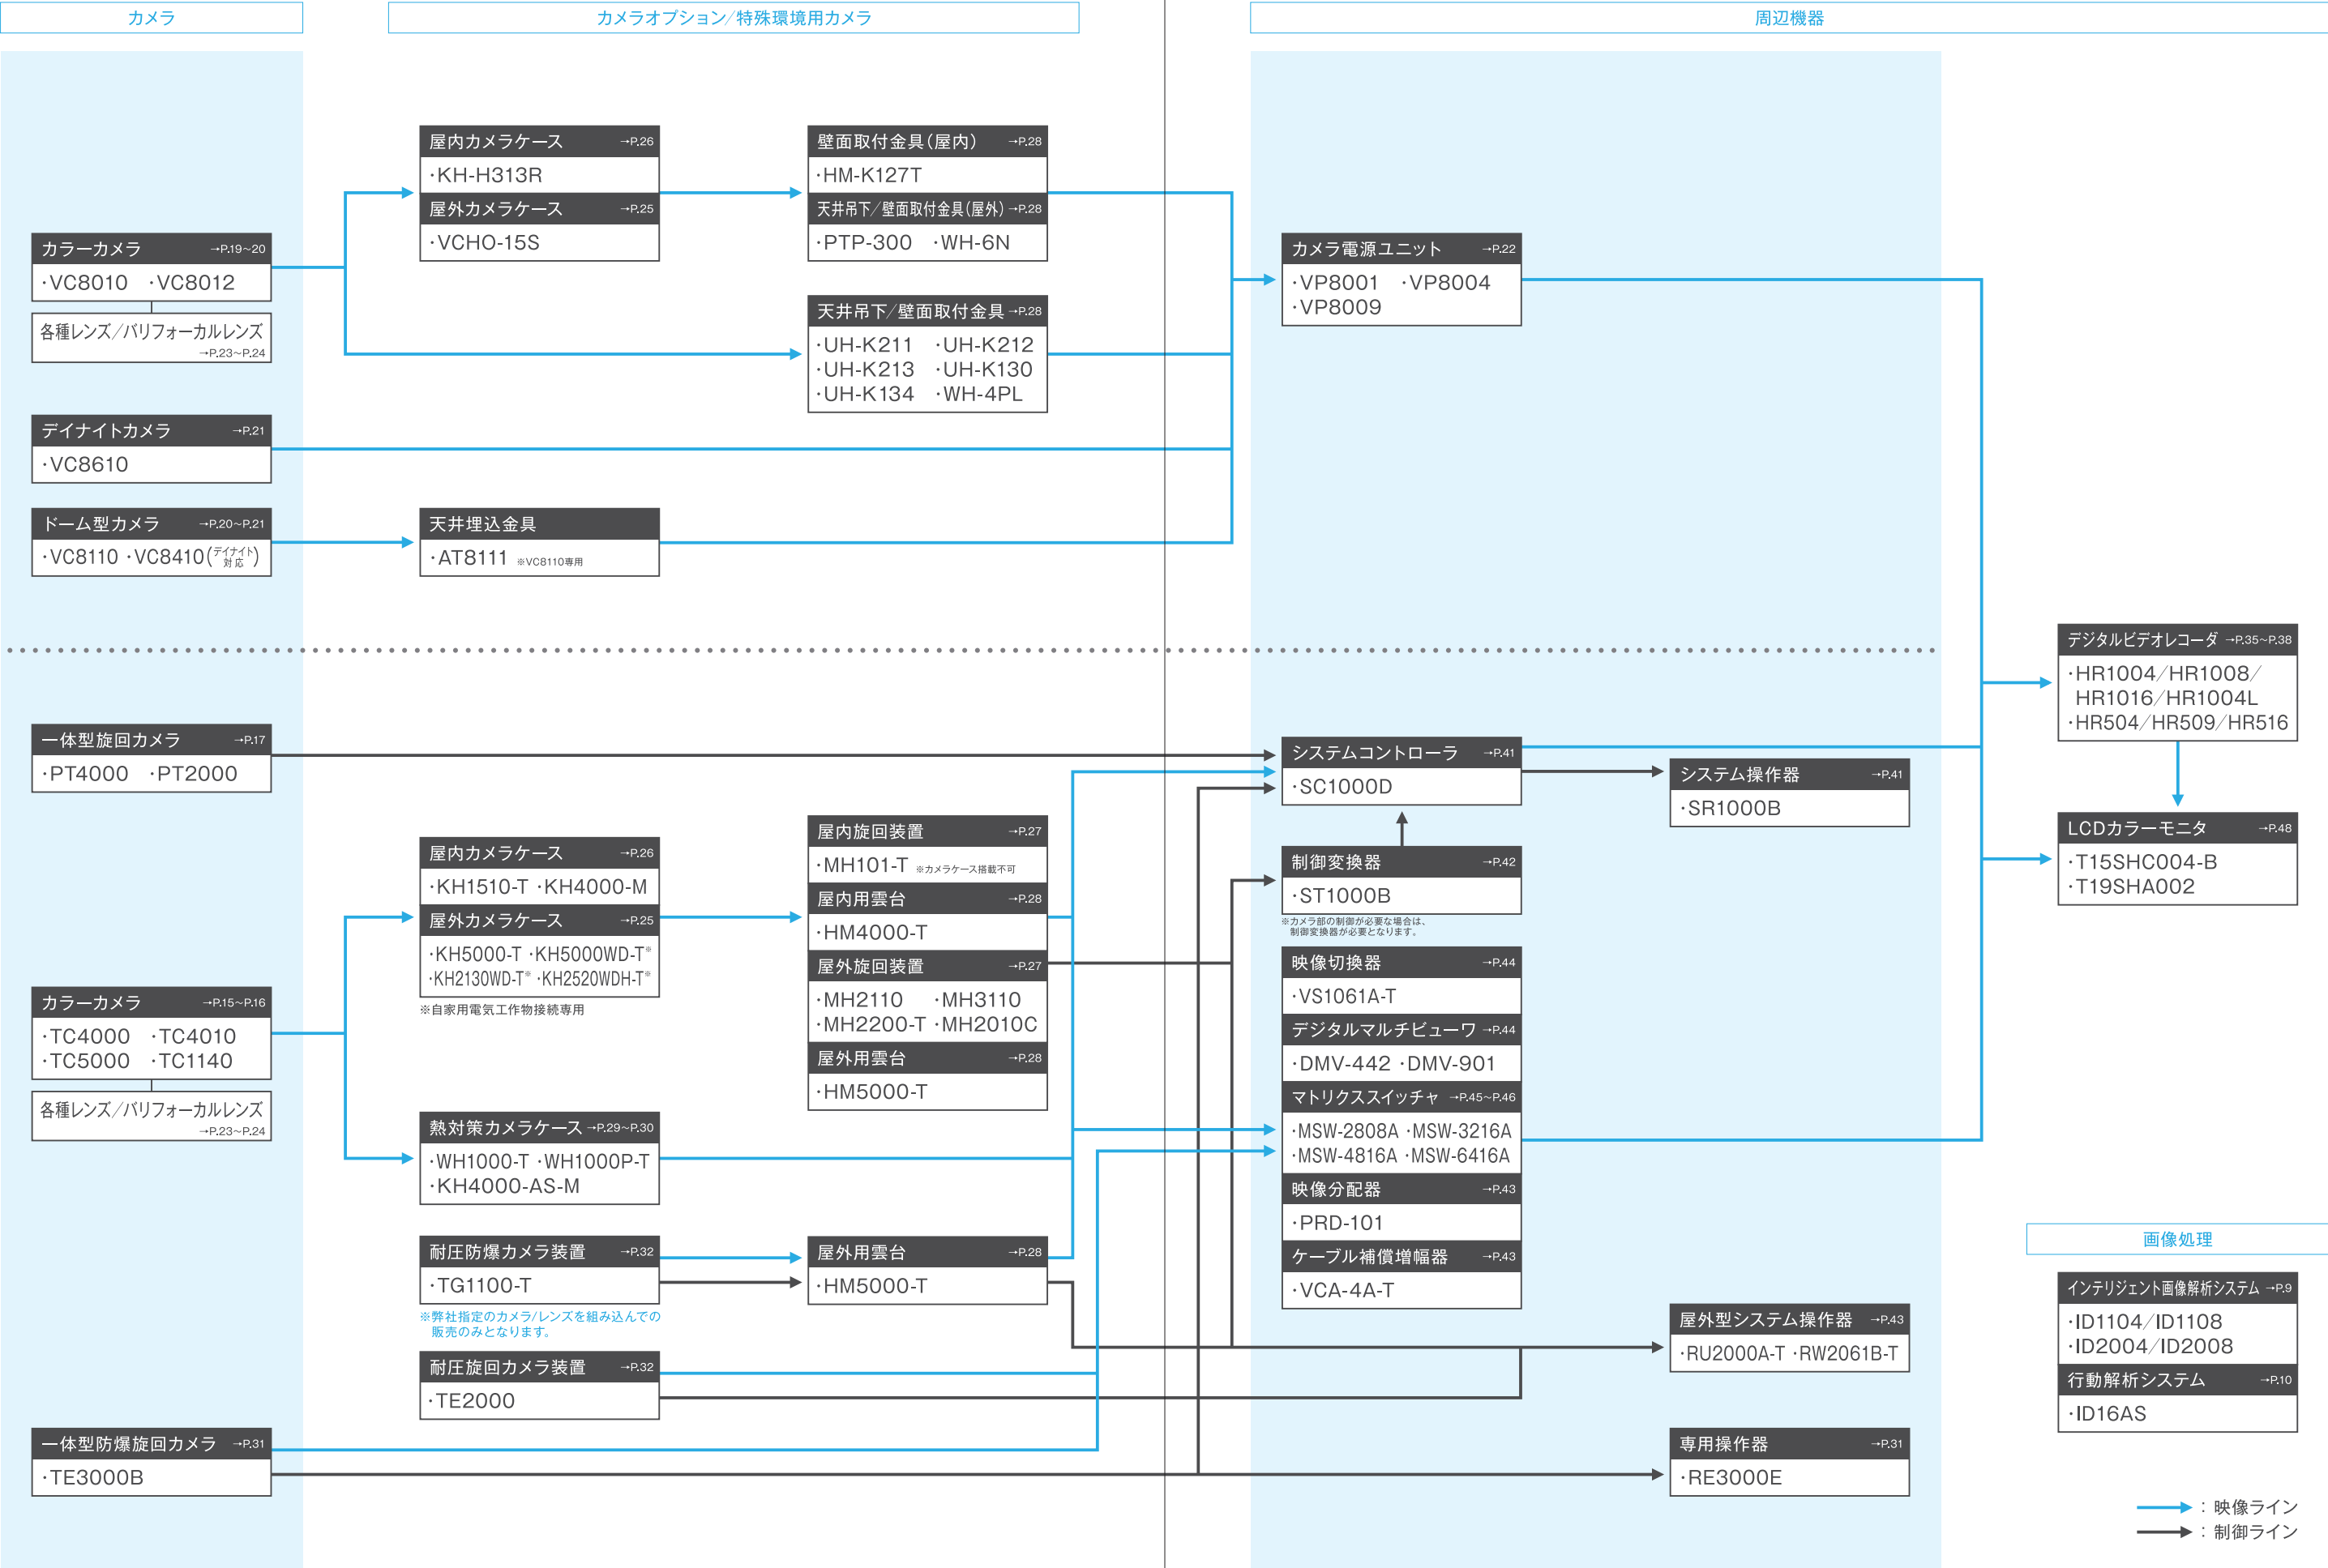 カメラ
カメラオプション/特殊環境用カメラ
周辺機器
カラーカメラ →P.19~20
・VC8010 ・VC8012
各種レンズ/バリフォーカルレンズ
→P.23~P.24
デイナイトカメラ →P.21
・VC8610
ドーム型カメラ →P.20~P.21
・VC8110 ・VC8410(デイナイト対応)
屋内カメラケース →P.26
・KH-H313R
屋外カメラケース →P.25
・VCHO-15S
壁面取付金具(屋内) →P.28
・HM-K127T
天井吊下/壁面取付金具(屋外) →P.28
・PTP-300 ・WH-6N
天井吊下/壁面取付金具 →P.28
・UH-K211 ・UH-K212
・UH-K213 ・UH-K130
・UH-K134 ・WH-4PL
天井埋込金具
・AT8111 ※VC8110専用
カメラ電源ユニット →P.22
・VP8001 ・VP8004
・VP8009
一体型旋回カメラ →P.17
・PT4000 ・PT2000
カラーカメラ →P.15~P.16
・TC4000 ・TC4010
・TC5000 ・TC1140
各種レンズ/バリフォーカルレンズ
→P.23~P.24
一体型防爆旋回カメラ →P.31
・TE3000B
屋内カメラケース →P.26
・KH1510-T ・KH4000-M
屋外カメラケース →P.25
・KH5000-T ・KH5000WD-T※
・KH2130WD-T※ ・KH2520WDH-T※
※自家用電気工作物接続専用
熱対策カメラケース →P.29~P.30
・WH1000-T ・WH1000P-T
・KH4000-AS-M
耐圧防爆カメラ装置 →P.32
・TG1100-T
※弊社指定のカメラ/レンズを組み込んでの
販売のみとなります。
耐圧旋回カメラ装置 →P.32
・TE2000
屋内旋回装置 →P.27
・MH101-T ※カメラケース搭載不可
屋内用雲台 →P.28
・HM4000-T
屋外旋回装置 →P.27
・MH2110 ・MH3110
・MH2200-T ・MH2010C
屋外用雲台 →P.28
・HM5000-T
屋外用雲台 →P.28
・HM5000-T
システムコントローラ →P.41
・SC1000D
制御変換器 →P.42
・ST1000B
※カメラ部の制御が必要な場合は、
制御変換器が必要となります。
映像切換器 →P.44
・VS1061A-T
デジタルマルチビューワ →P.44
・DMV-442 ・DMV-901
マトリクススイッチャ →P.45~P.46
・MSW-2808A ・MSW-3216A
・MSW-4816A ・MSW-6416A
映像分配器 →P.43
・PRD-101
ケーブル補償増幅器 →P.43
・VCA-4A-T
システム操作器 →P.41
・SR1000B
屋外型システム操作器 →P.43
・RU2000A-T ・RW2061B-T
専用操作器 →P.31
・RE3000E
デジタルビデオレコーダ →P.35~P.38
・HR1004/HR1008/
HR1016/HR1004L
・HR504/HR509/HR516
LCDカラーモニタ →P.48
・T15SHC004-B
・T19SHA002
画像処理
インテリジェント画像解析システム →P.9
・ID1104/ID1108
・ID2004/ID2008
行動解析システム →P.10
・ID16AS
：映像ライン
：制御ライン